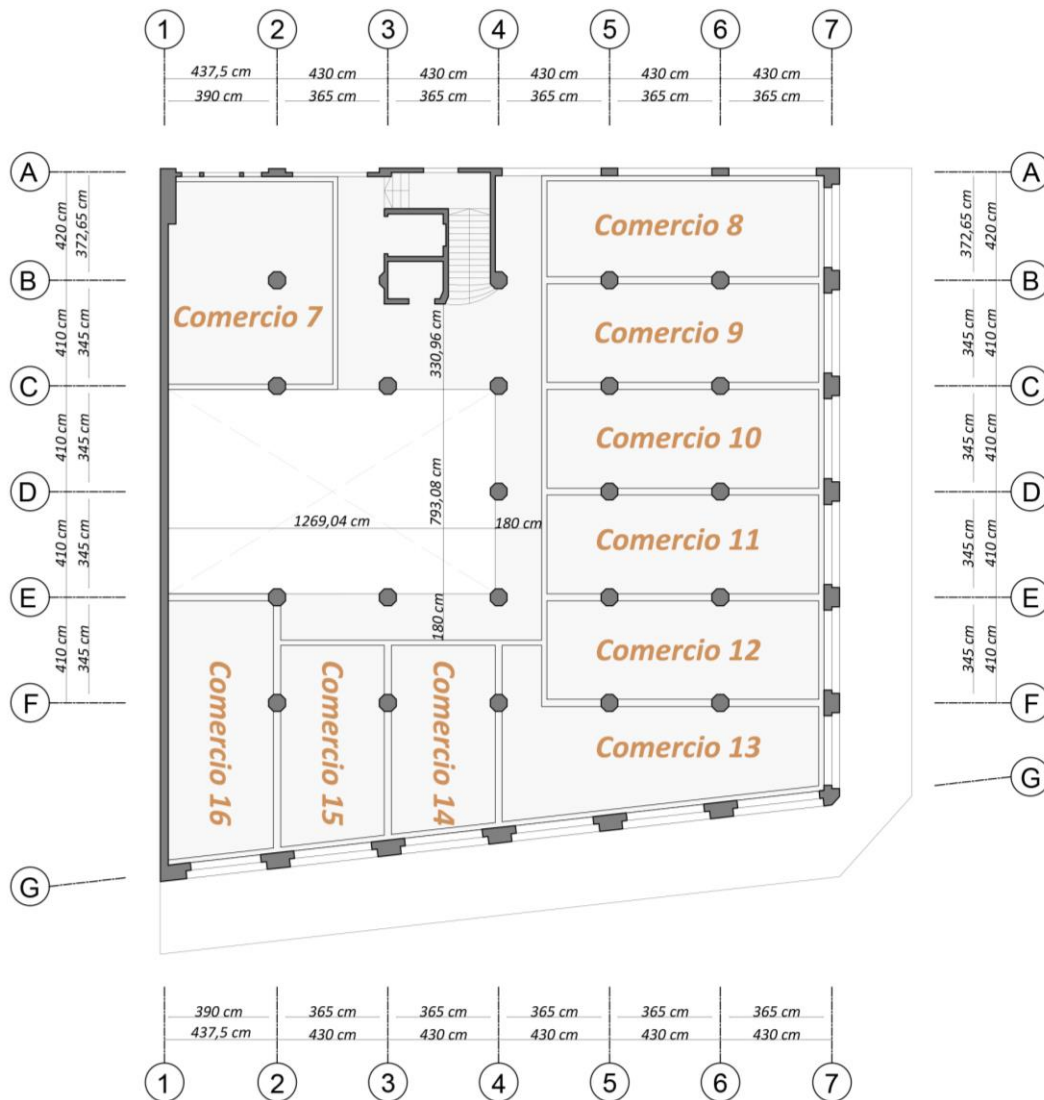 1 2 3 4 5 6 7
437,5 cm 430 cm 430 cm 430 cm 430 cm 430 cm
390 cm 365 cm 365 cm 365 cm 365 cm 365 cm
A A
420 cm 372,65 cm 372,65 cm 420 cm
Comercio 8
B B
Comercio 7
410 cm 345 cm 330,96 cm 345 cm 410 cm
Comercio 9
C C
410 cm 345 cm 345 cm 410 cm
Comercio 10
793,08 cm
D D
1269,04 cm 180 cm
410 cm 345 cm 345 cm 410 cm
Comercio 11
E E
180 cm
410 cm 345 cm 345 cm 410 cm
Comercio 12
F F
Comercio 16
Comercio 15
Comercio 14
Comercio 13
G
G
390 cm 365 cm 365 cm 365 cm 365 cm 365 cm
437,5 cm 430 cm 430 cm 430 cm 430 cm 430 cm
1 2 3 4 5 6 7